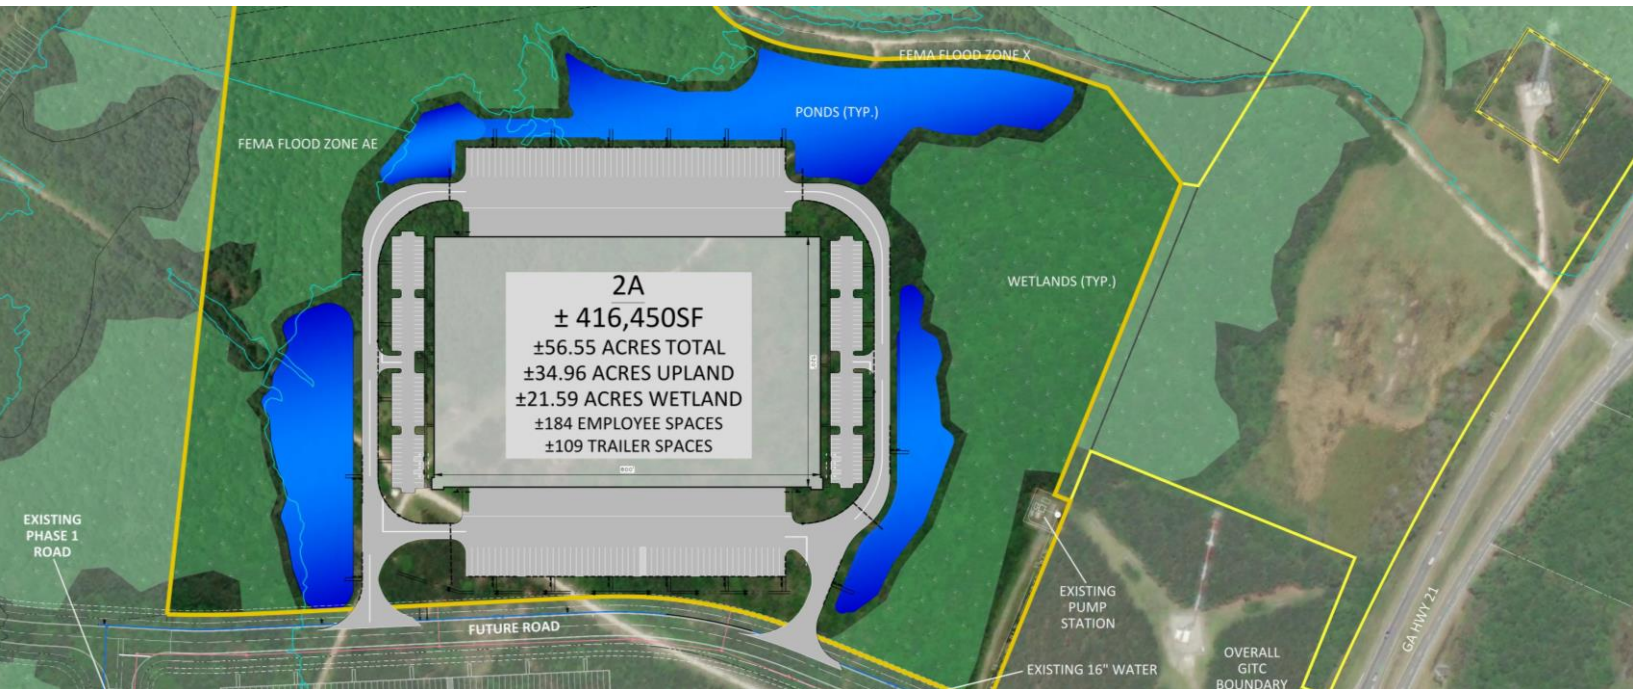 FEMA FLOOD ZONE X
PONDS (TYP.)
FEMA FLOOD ZONE AE
WETLANDS (TYP.)
2A
± 416,450SF
±56.55 ACRES TOTAL
±34.96 ACRES UPLAND
±21.59 ACRES WETLAND
±184 EMPLOYEE SPACES
±109 TRAILER SPACES
EXISTING
PHASE 1
ROAD
FUTURE ROAD
EXISTING
PUMP
STATION
GA HWY 21
EXISTING 16" WATER
OVERALL
GITC
BOUNDARY